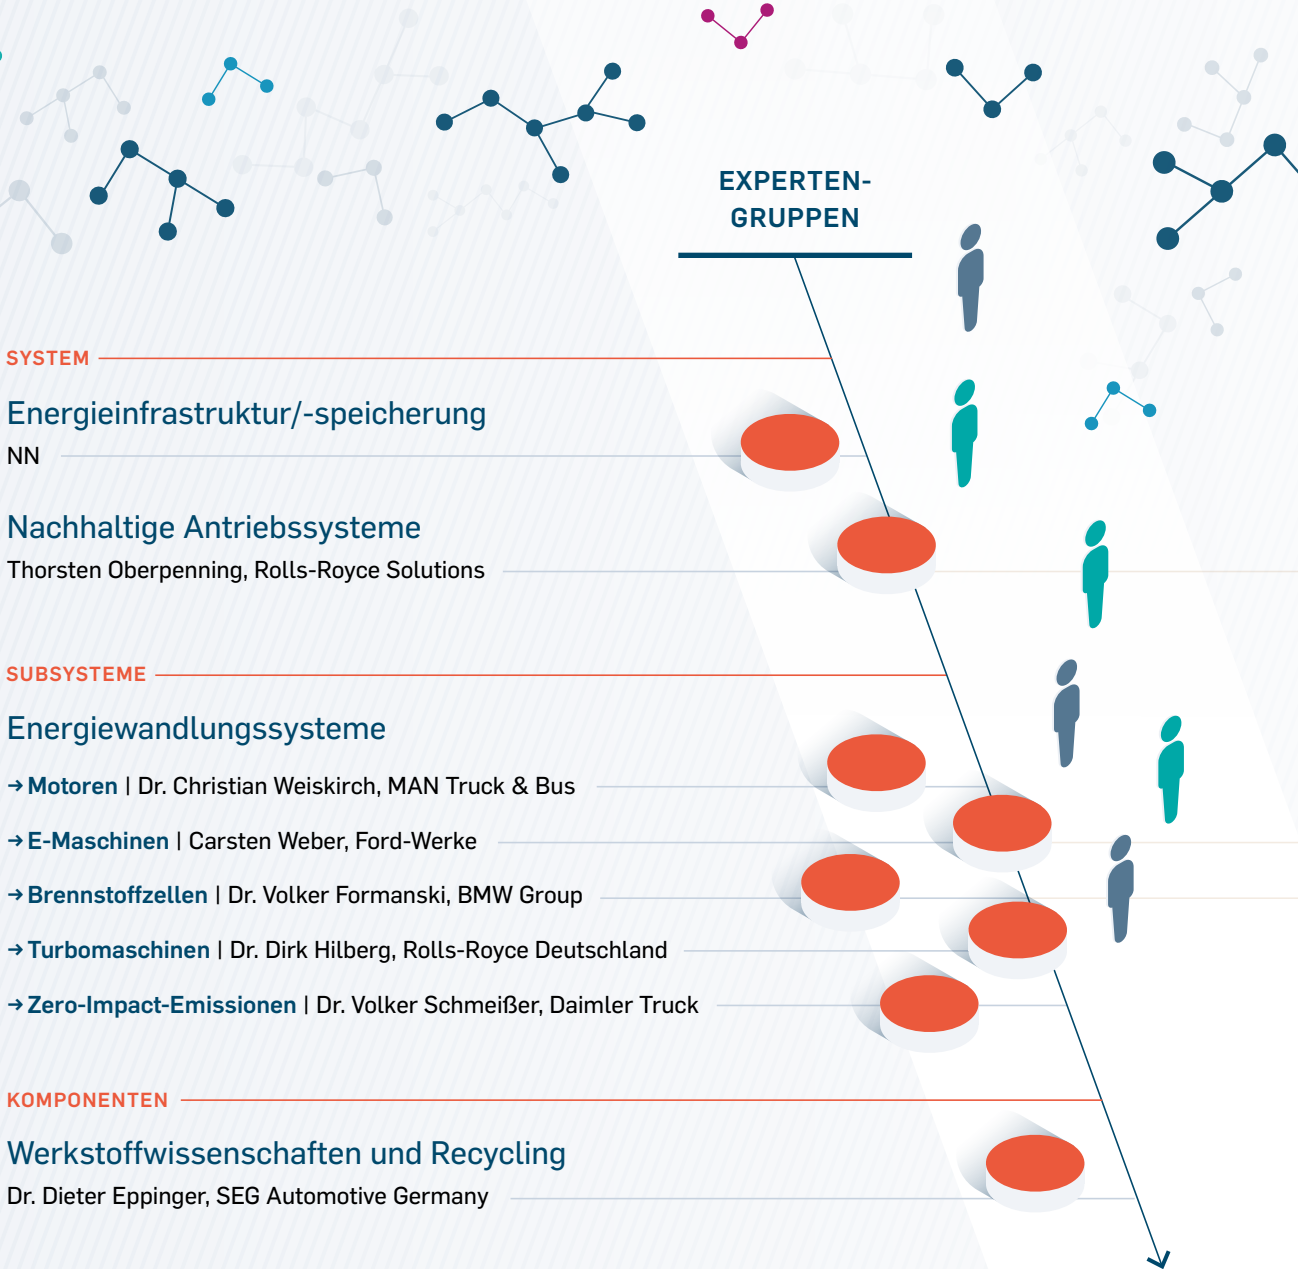 EXPERTEN-
GRUPPEN
SYSTEM
Energieinfrastruktur/-speicherung
NN
Nachhaltige Antriebssysteme
Thorsten Oberpenning, Rolls-Royce Solutions
SUBSYSTEME
Energiewandlungssysteme
→ Motoren | Dr. Christian Weiskirch, MAN Truck & Bus
→ E-Maschinen | Carsten Weber, Ford-Werke
→ Brennstoffzellen | Dr. Volker Formanski, BMW Group
→ Turbomaschinen | Dr. Dirk Hilberg, Rolls-Royce Deutschland
→ Zero-Impact-Emissionen | Dr. Volker Schmeißer, Daimler Truck
KOMPONENTEN
Werkstoffwissenschaften und Recycling
Dr. Dieter Eppinger, SEG Automotive Germany